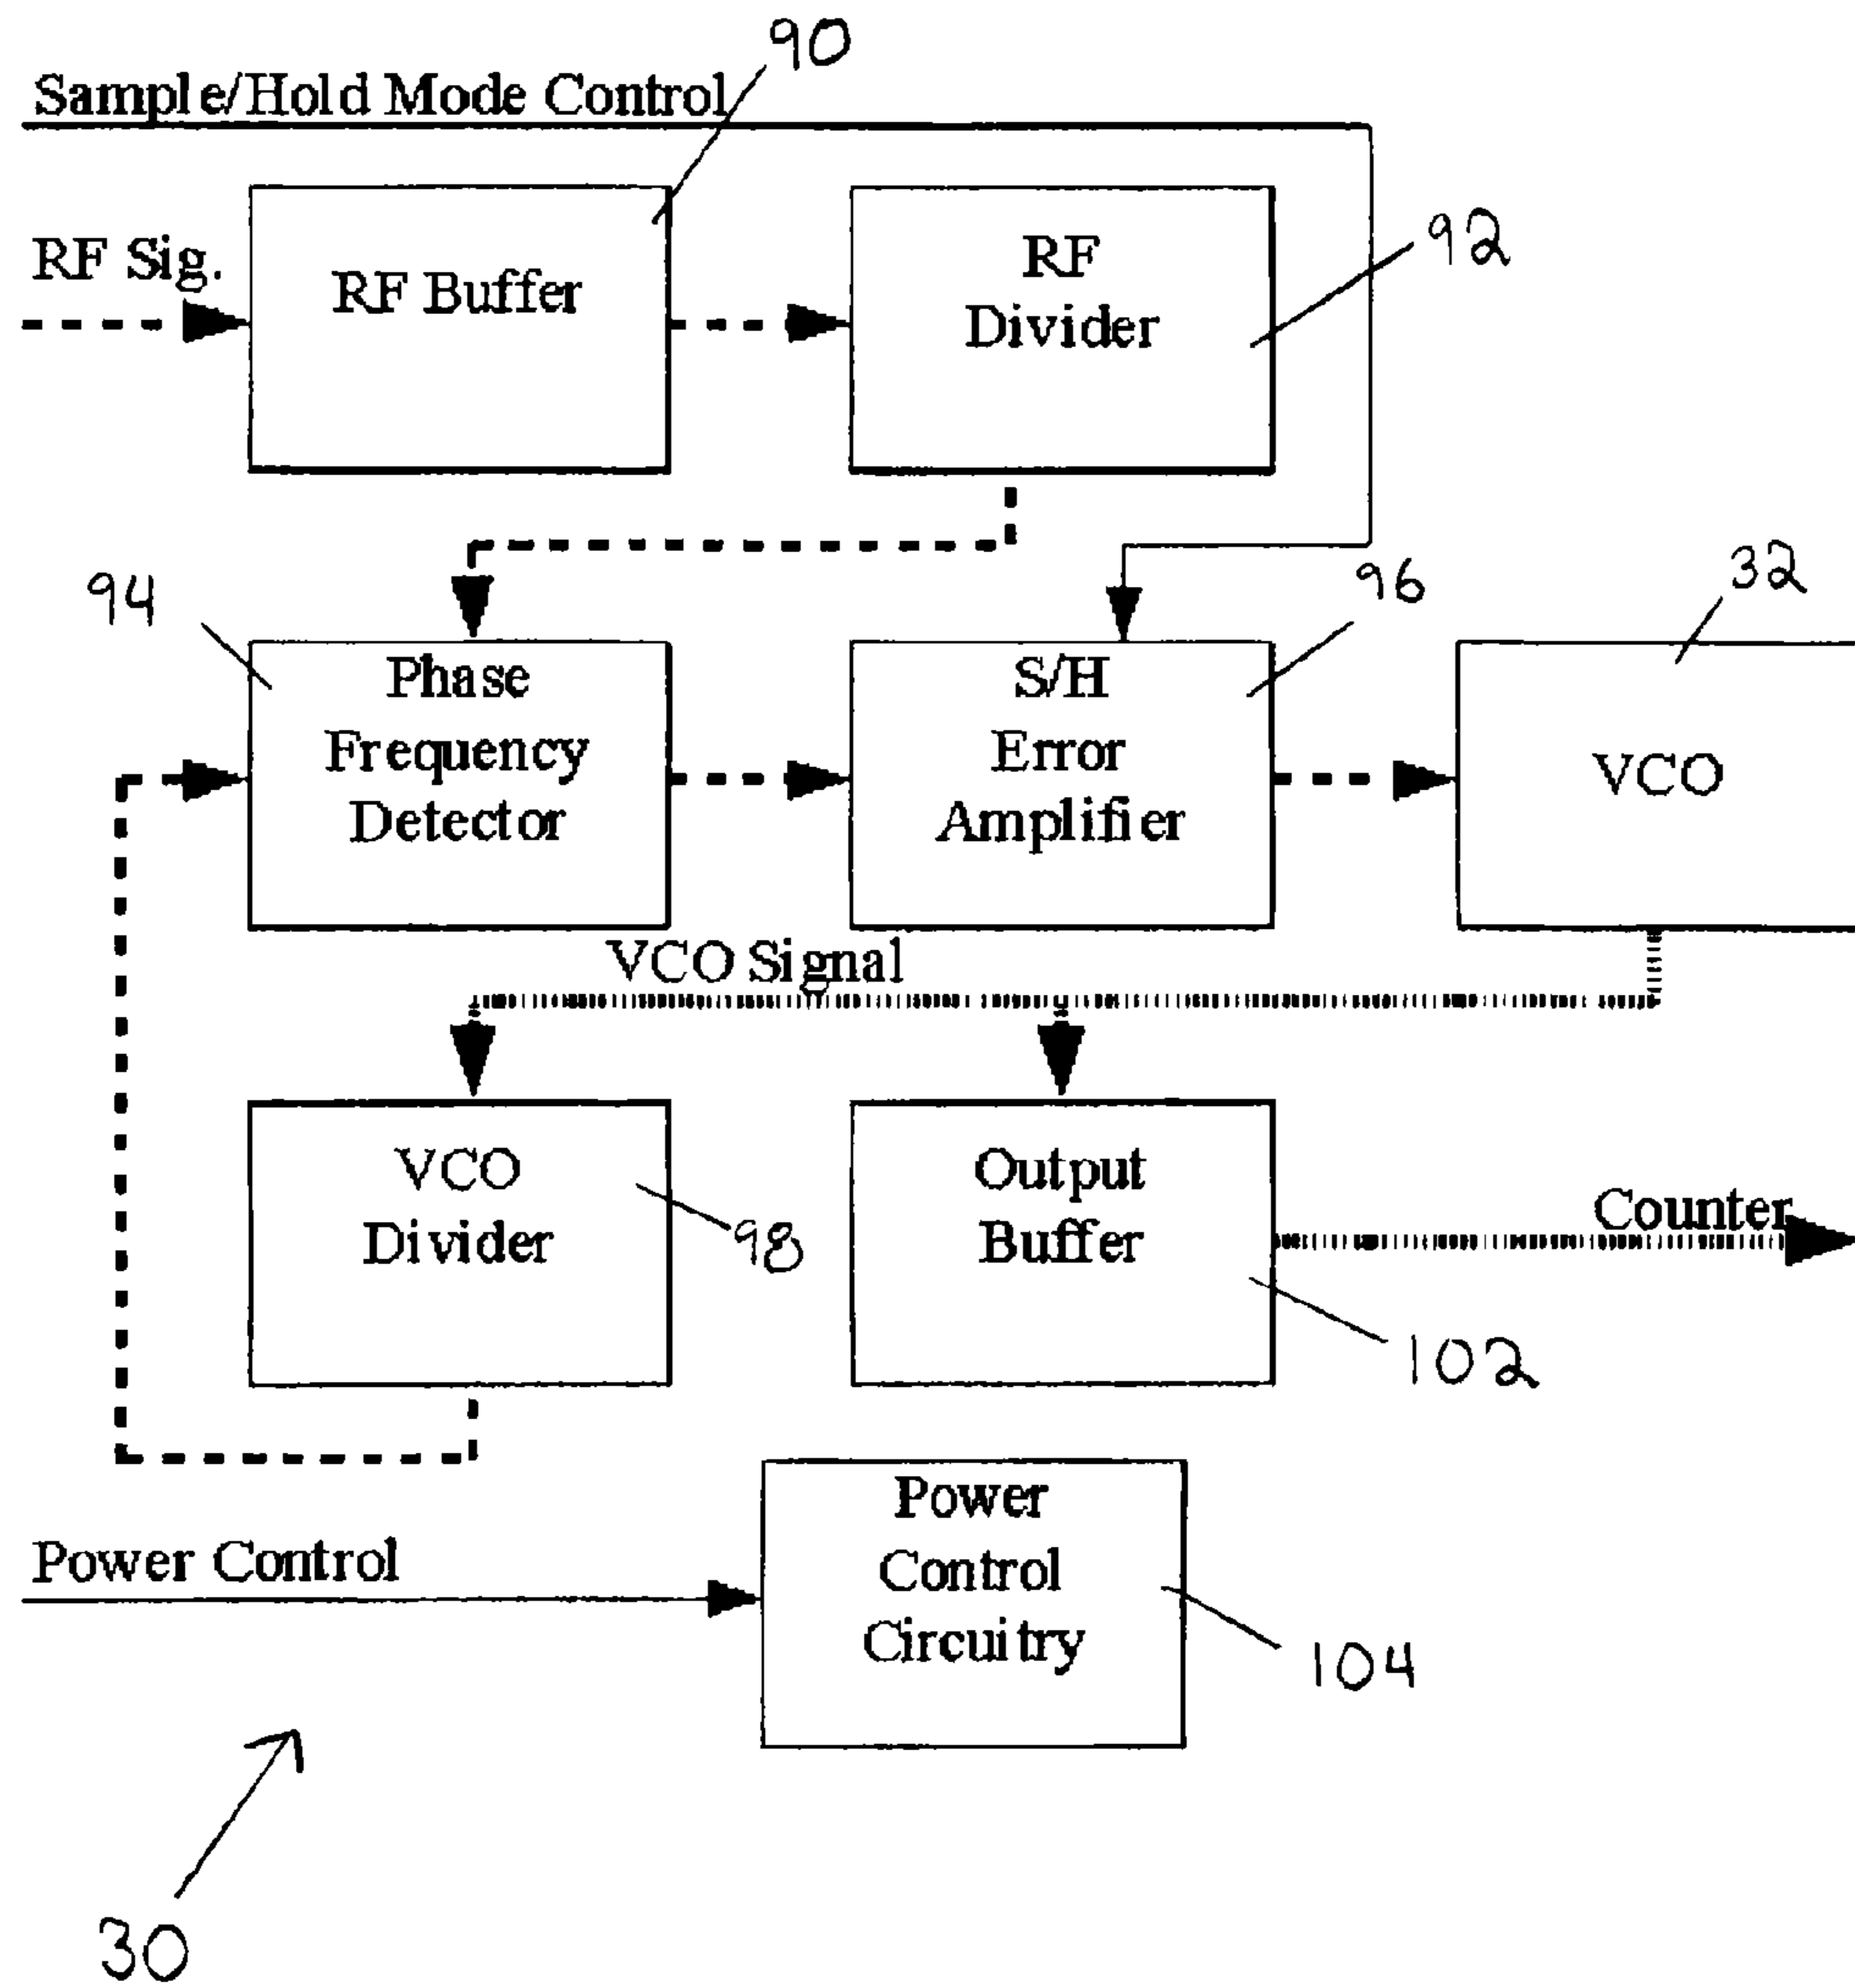 90
Sample/Hold Mode Control
RF Sig.
RF Buffer
RF
Divider
92
94
96
32
Phase
Frequency
Detector
S/H
Error
Amplifier
VCO
VCO Signal
VCO
Divider
98
Output
Buffer
Counter
102
Power Control
Power
Control
Circuitry
104
30